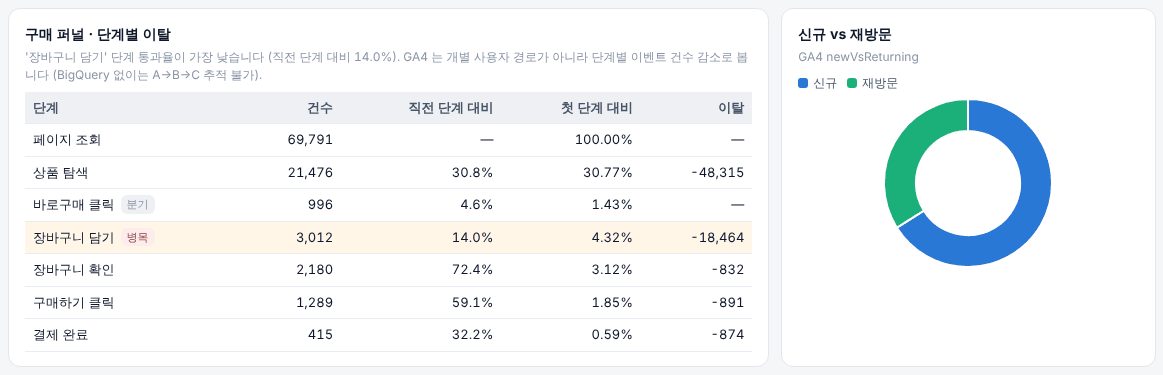 구매 퍼널 · 단계별 이탈
'장바구니 담기' 단계 통과율이 가장 낮습니다 (직전 단계 대비 14.0%). GA4 는 개별 사용자 경로가 아니라 단계별 이벤트 건수 감소로 봅
니다 (BigQuery 없이는 A→B→C 추적 불가).
단계 건수 직전 단계 대비 첫 단계 대비 이탈
페이지 조회 69,791 — 100.00% —
상품 탐색 21,476 30.8% 30.77% -48,315
바로구매 클릭 분기 996 4.6% 1.43% —
장바구니 담기 병목 3,012 14.0% 4.32% -18,464
장바구니 확인 2,180 72.4% 3.12% -832
구매하기 클릭 1,289 59.1% 1.85% -891
결제 완료 415 32.2% 0.59% -874
신규 vs 재방문
GA4 newVsReturning
신규 재방문